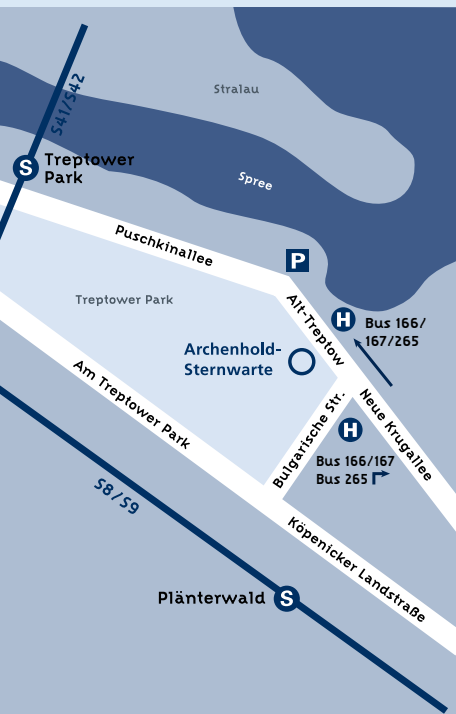 Stralau
S41/S42
S
Treptower
Park
Spree
Puschkinallee
P
Treptower Park
Alt-Treptow
H
Bus 166/
167/265
Archenhold-
Sternwarte
Am Treptower Park
Bulgarische Str.
Neue Krugallee
H
Bus 166/167
Bus 265
S8/S9
Köpenicker Landstraße
Plänterwald
S